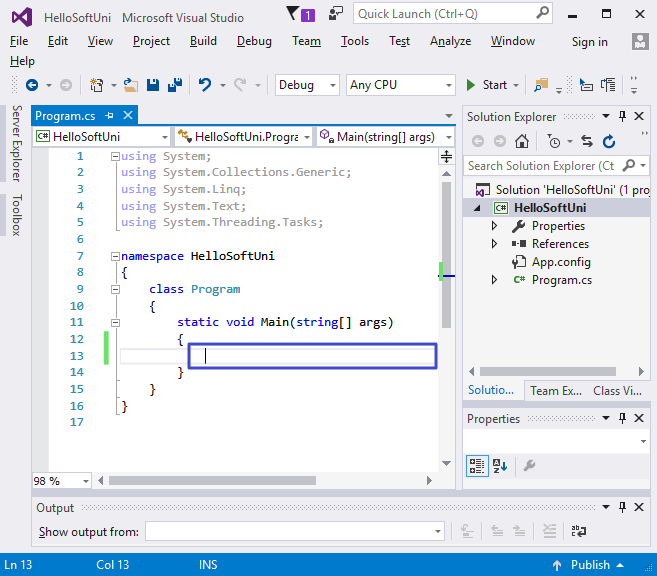 HelloSoftUni - Microsoft Visual Studio
1
Quick Launch (Ctrl+Q)
File Edit View Project Build Debug Team Tools Test Analyze Window Sign in
Help
Debug Any CPU Start
Server Explorer
Toolbox
Program.cs
HelloSoftUni HelloSoftUni.Progra Main(string[] args)
1 using System;
2 using System.Collections.Generic;
3 using System.Linq;
4 using System.Text;
5 using System.Threading.Tasks;
6
7 namespace HelloSoftUni
8 {
9 class Program
10 {
11 static void Main(string[] args)
12 {
13
14 }
15 }
16 }
17
98 %
Solution Explorer
Search Solution Explorer (Ct
Solution 'HelloSoftUni' (1 proj
C# HelloSoftUni
Properties
References
App.config
C# Program.cs
Solutio... Team Ex... Class Vi...
Properties
Output
Show output from:
Ln 13 Col 13 INS Publish